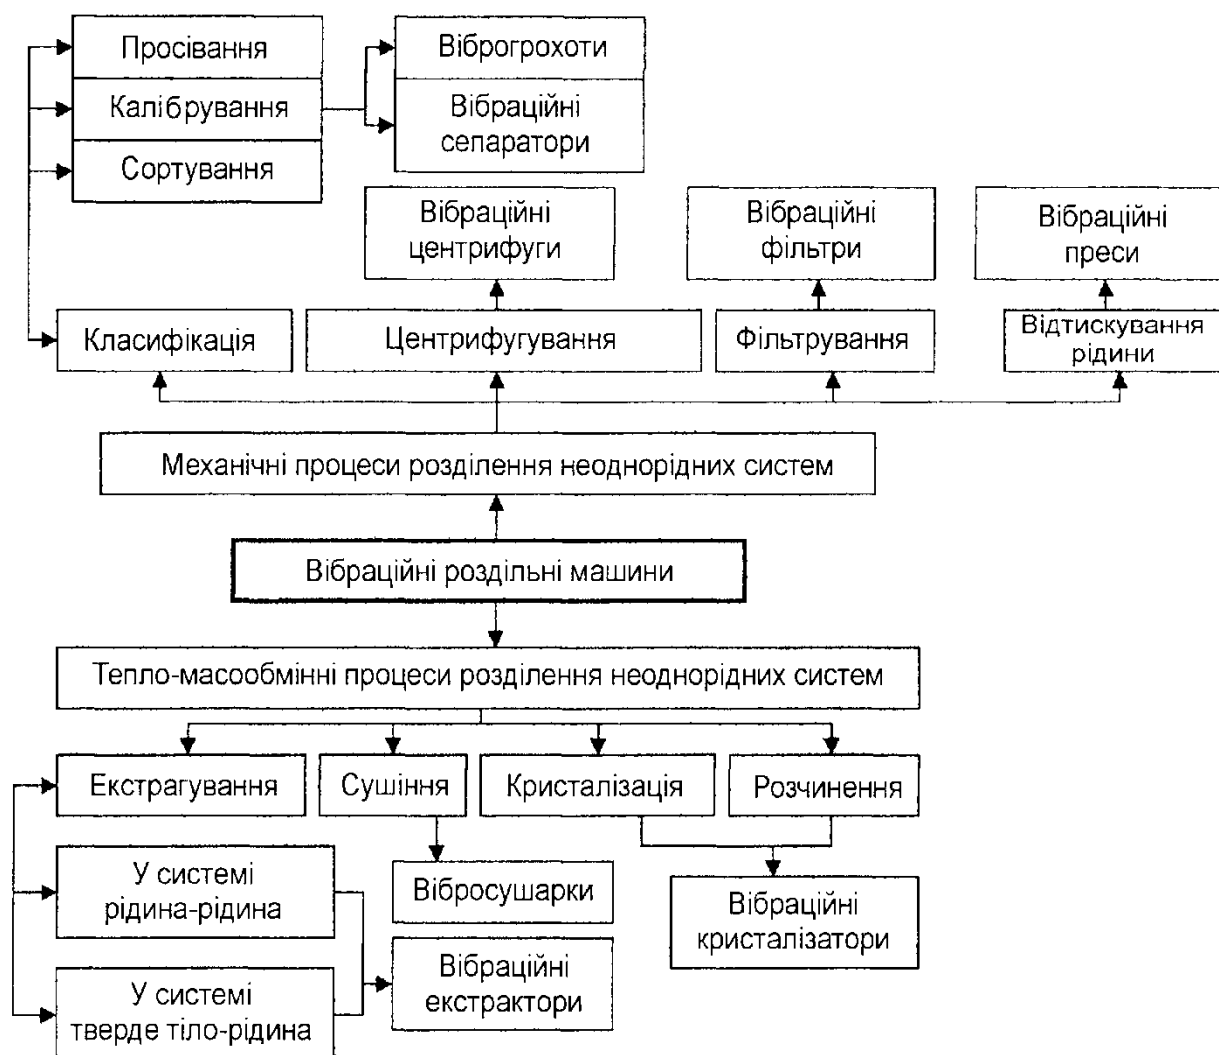 Просівання
Віброгрохоти
Калібрування
Вібраційні
сепаратори
Сортування
Вібраційні
центрифуги
Вібраційні
фільтри
Вібраційні
преси
Класифікація
Центрифугування
Фільтрування
Відтискування
рідини
Механічні процеси розділення неоднорідних систем
Вібраційні роздільні машини
Тепло-масообмінні процеси розділення неоднорідних систем
Екстрагування
Сушіння
Кристалізація
Розчинення
У системі
рідина-рідина
Вібросушарки
Вібраційні
кристалізатори
Вібраційні
екстрактори
У системі
тверде тіло-рідина